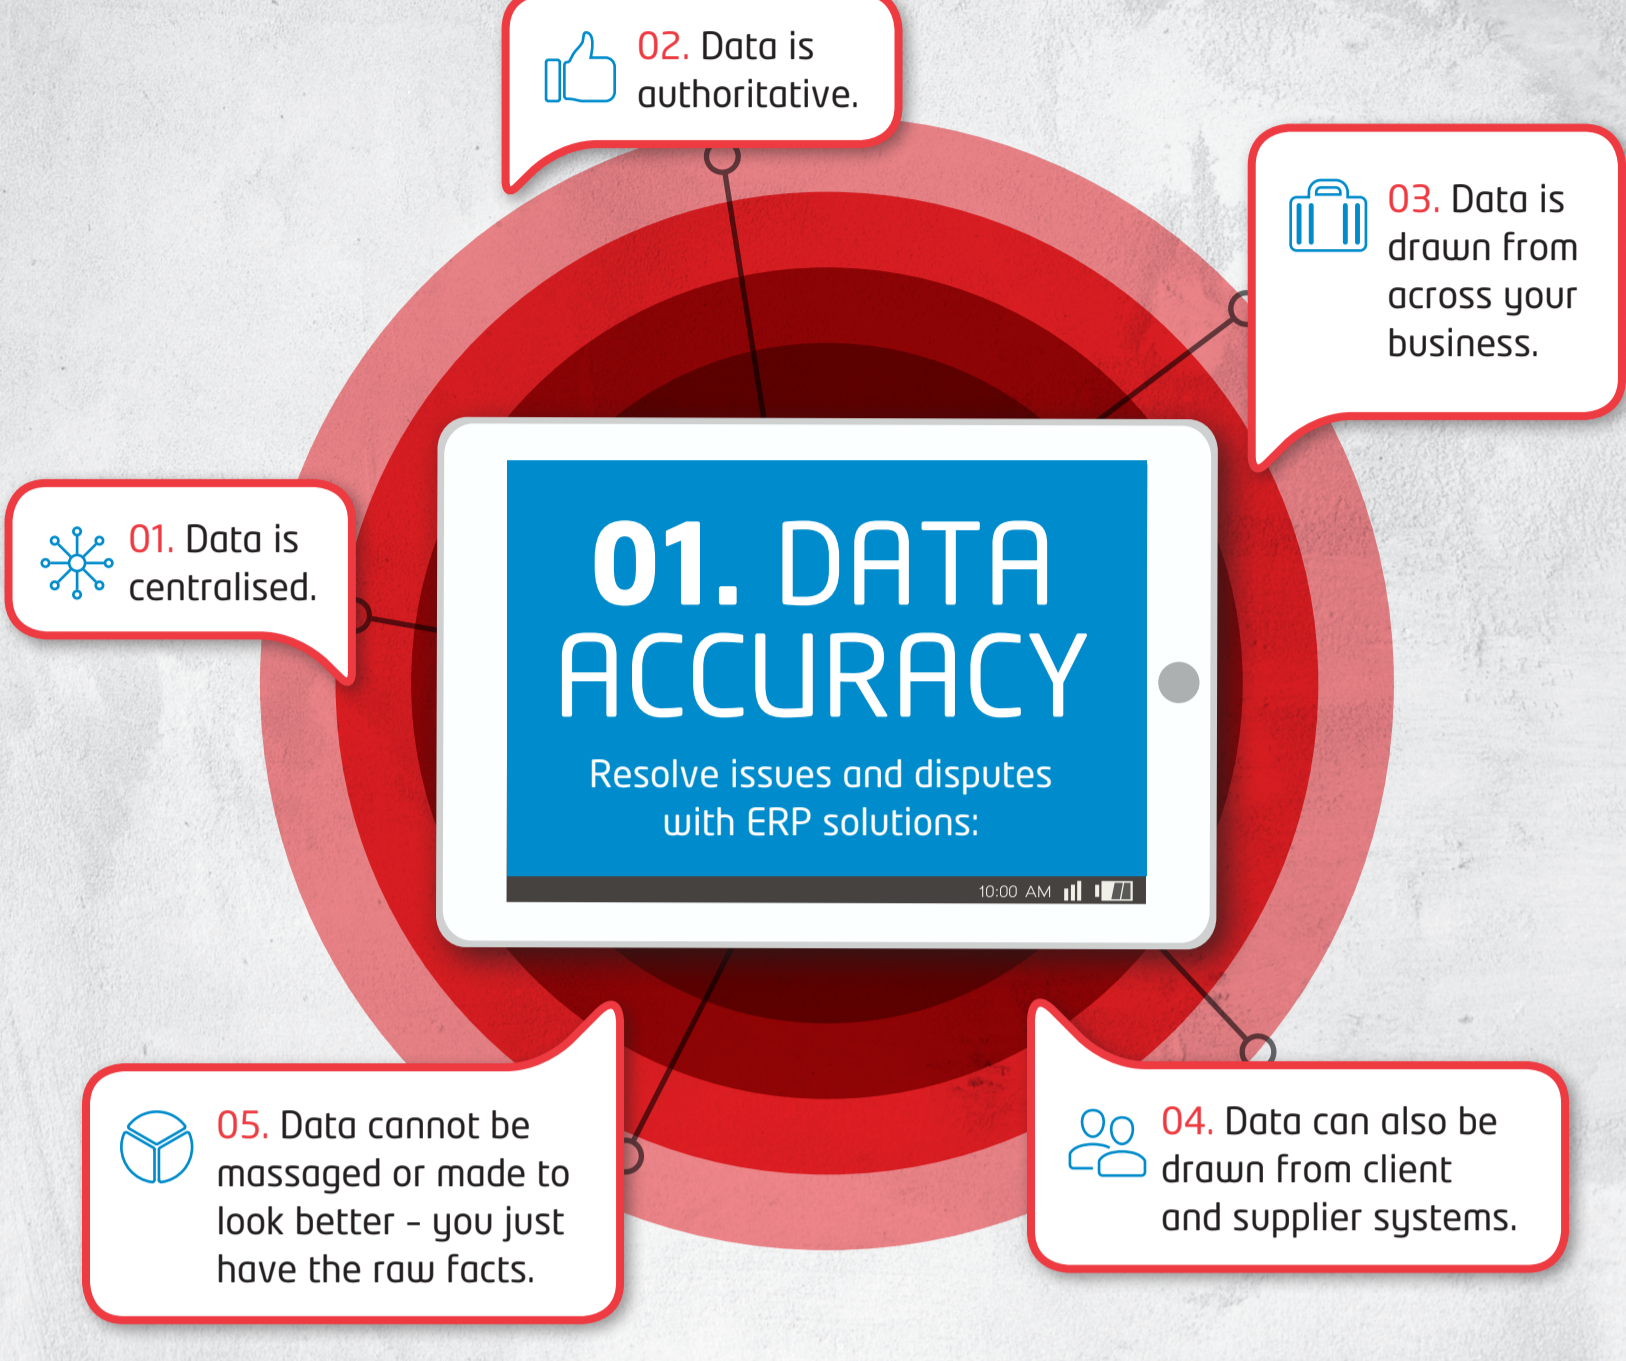 01. DATA
ACCURACY
Resolve issues and disputes
with ERP solutions:
10:00 AM
01. Data is
centralised.
02. Data is
authoritative.
03. Data is
drawn from
across your
business.
04. Data can also be
drawn from client
and supplier systems.
05. Data cannot be
massaged or made to
look better - you just
have the raw facts.